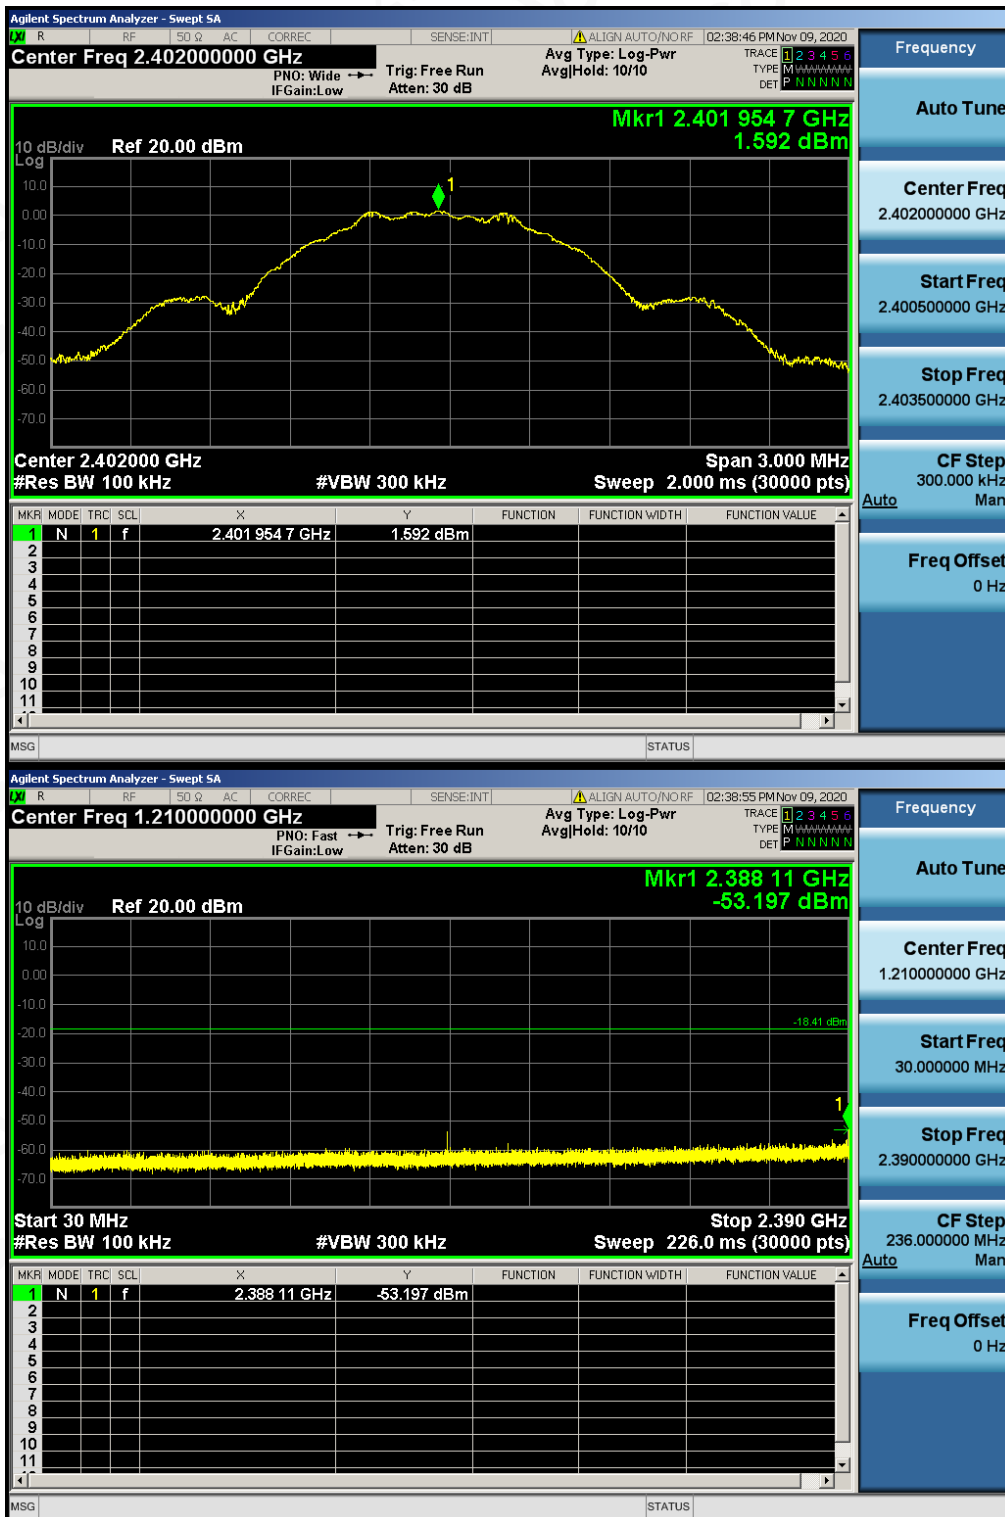 Agilent Spectrum Analyzer - Swept SA
LXI R RF 50 Ω AC CORREC SENSE:INT ALIGN AUTO/NO RF 02:38:46 PM Nov 09, 2020
Center Freq 2.402000000 GHz
PNO: Wide
IFGain:Low
Trig: Free Run
Atten: 30 dB
Avg Type: Log-Pwr
Avg|Hold: 10/10
TRACE 1 2 3 4 5 6
TYPE M
DET P N N N N N
Mkr1 2.401 954 7 GHz
1.592 dBm
10 dB/div Ref 20.00 dBm
Log
10.0
0.00
-10.0
-20.0
-30.0
-40.0
-50.0
-60.0
-70.0
1
Center 2.402000 GHz Span 3.000 MHz
#Res BW 100 kHz #VBW 300 kHz Sweep 2.000 ms (30000 pts)
MKR MODE TRC SCL X Y FUNCTION FUNCTION WIDTH FUNCTION VALUE
1 N 1 f 2.401 954 7 GHz 1.592 dBm
2
3
4
5
6
7
8
9
10
11
MSG STATUS
Frequency
Auto Tune
Center Freq
2.402000000 GHz
Start Freq
2.400500000 GHz
Stop Freq
2.403500000 GHz
CF Step
300.000 kHz
Auto Man
Freq Offset
0 Hz
Agilent Spectrum Analyzer - Swept SA
LXI R RF 50 Ω AC CORREC SENSE:INT ALIGN AUTO/NO RF 02:38:55 PM Nov 09, 2020
Center Freq 1.210000000 GHz
PNO: Fast
IFGain:Low
Trig: Free Run
Atten: 30 dB
Avg Type: Log-Pwr
Avg|Hold: 10/10
TRACE 1 2 3 4 5 6
TYPE M
DET P N N N N N
Mkr1 2.388 11 GHz
-53.197 dBm
10 dB/div Ref 20.00 dBm
Log
10.0
0.00
-10.0
-20.0
-30.0
-40.0
-50.0
-60.0
-70.0
-18.41 dBm
1
Start 30 MHz Stop 2.390 GHz
#Res BW 100 kHz #VBW 300 kHz Sweep 226.0 ms (30000 pts)
MKR MODE TRC SCL X Y FUNCTION FUNCTION WIDTH FUNCTION VALUE
1 N 1 f 2.388 11 GHz -53.197 dBm
2
3
4
5
6
7
8
9
10
11
MSG STATUS
Frequency
Auto Tune
Center Freq
1.210000000 GHz
Start Freq
30.000000 MHz
Stop Freq
2.390000000 GHz
CF Step
236.000000 MHz
Auto Man
Freq Offset
0 Hz